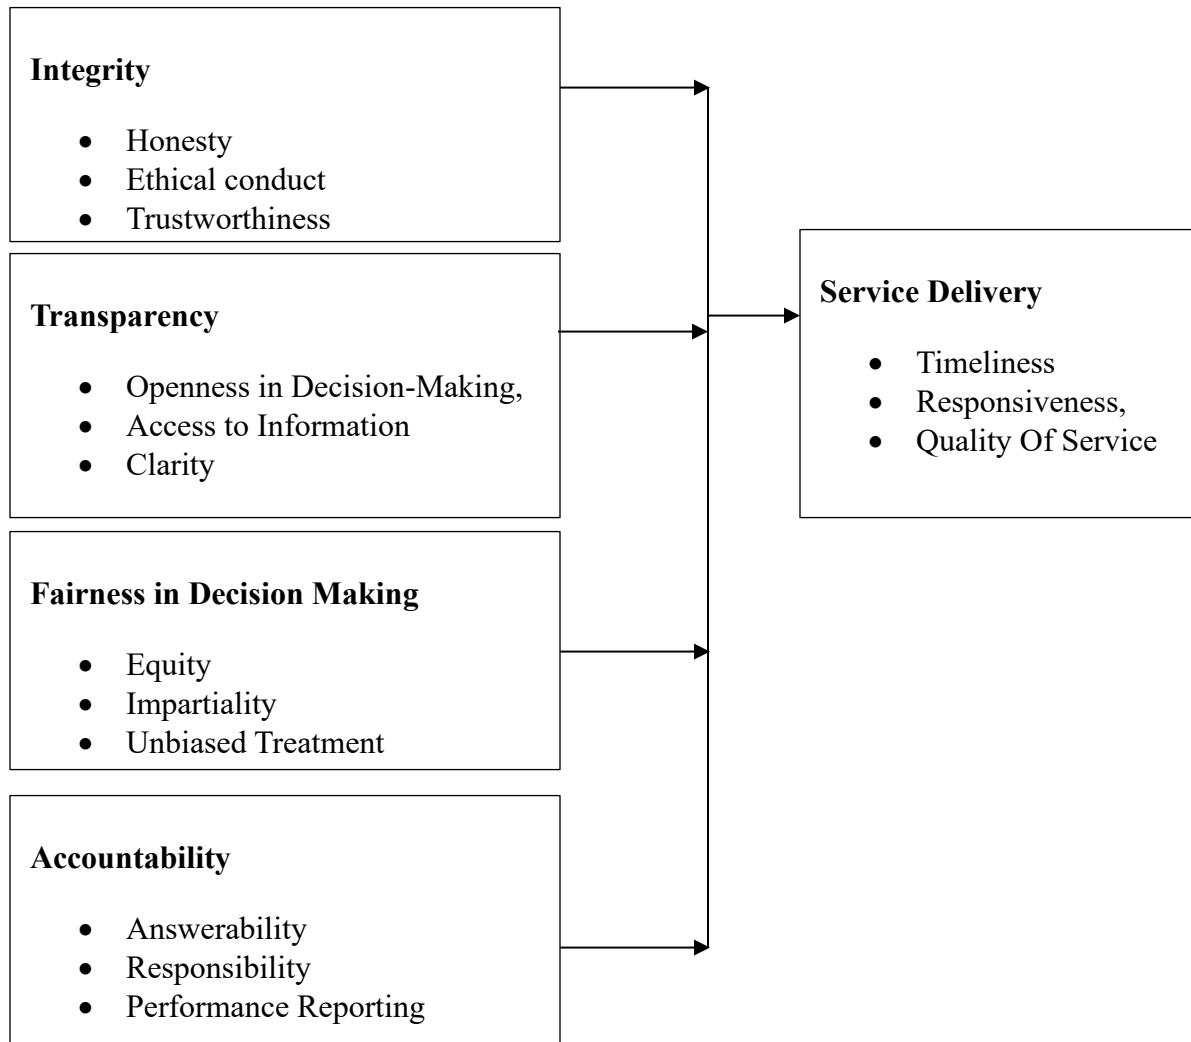 Integrity
• Honesty
• Ethical conduct
• Trustworthiness
Transparency
• Openness in Decision-Making,
• Access to Information
• Clarity
Fairness in Decision Making
• Equity
• Impartiality
• Unbiased Treatment
Accountability
• Answerability
• Responsibility
• Performance Reporting
Service Delivery
• Timeliness
• Responsiveness,
• Quality Of Service